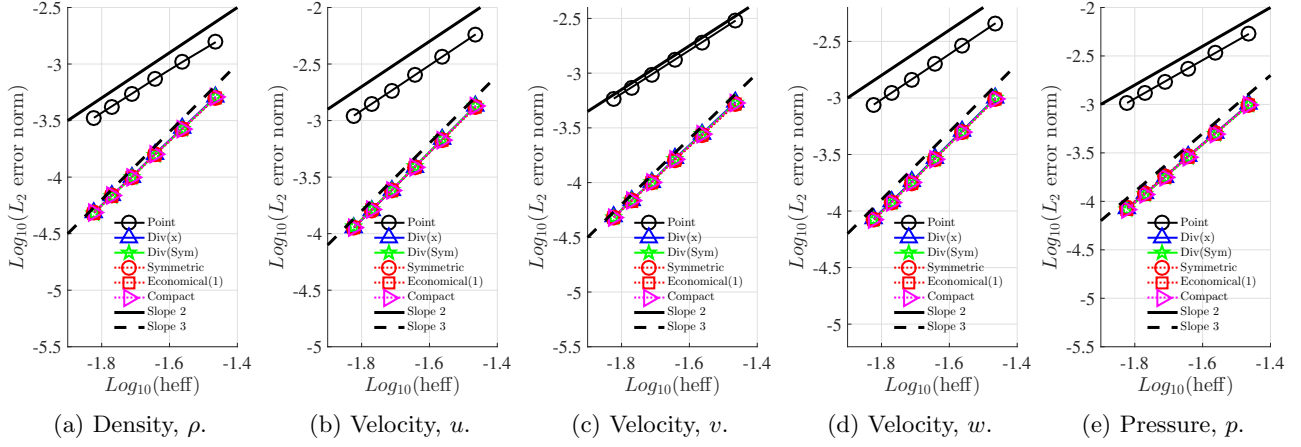 Log10(L2 error norm)
-2.5
-3
-3.5
-4
-4.5
-5
-5.5
Point
Div(x)
Div(Sym)
Symmetric
Economical(1)
Compact
Slope 2
Slope 3
-1.8 -1.6 -1.4
Log10(heff)
(a) Density, ρ.
Log10(L2 error norm)
-2
-2.5
-3
-3.5
-4
-4.5
-5
Point
Div(x)
Div(Sym)
Symmetric
Economical(1)
Compact
Slope 2
Slope 3
-1.8 -1.6 -1.4
Log10(heff)
(b) Velocity, u.
Log10(L2 error norm)
-2.5
-3
-3.5
-4
-4.5
-5
-5.5
Point
Div(x)
Div(Sym)
Symmetric
Economical(1)
Compact
Slope 2
Slope 3
-1.8 -1.6 -1.4
Log10(heff)
(c) Velocity, v.
Log10(L2 error norm)
-2.5
-3
-3.5
-4
-4.5
-5
Point
Div(x)
Div(Sym)
Symmetric
Economical(1)
Compact
Slope 2
Slope 3
-1.8 -1.6 -1.4
Log10(heff)
(d) Velocity, w.
Log10(L2 error norm)
-2
-2.5
-3
-3.5
-4
-4.5
-5
-5.5
Point
Div(x)
Div(Sym)
Symmetric
Economical(1)
Compact
Slope 2
Slope 3
-1.8 -1.6 -1.4
Log10(heff)
(e) Pressure, p.